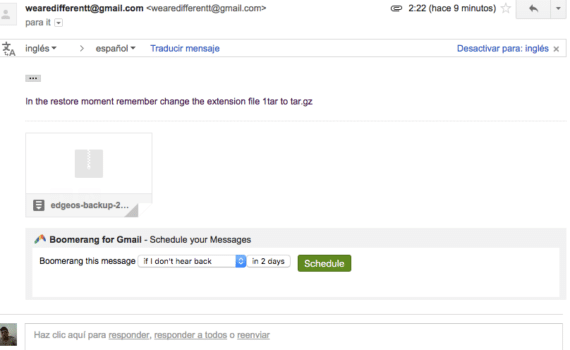 wearedifferentt@gmail.com <wearedifferentt@gmail.com> 2:22 (hace 9 minutos)
para it
inglés > español Traducir mensaje Desactivar para: inglés ×
In the restore moment remember change the extension file 1tar to tar.gz
edgeos-backup-2...
Boomerang for Gmail - Schedule your Messages
Boomerang this message if I don't hear back in 2 days Schedule
Haz clic aquí para responder, responder a todos o reenviar